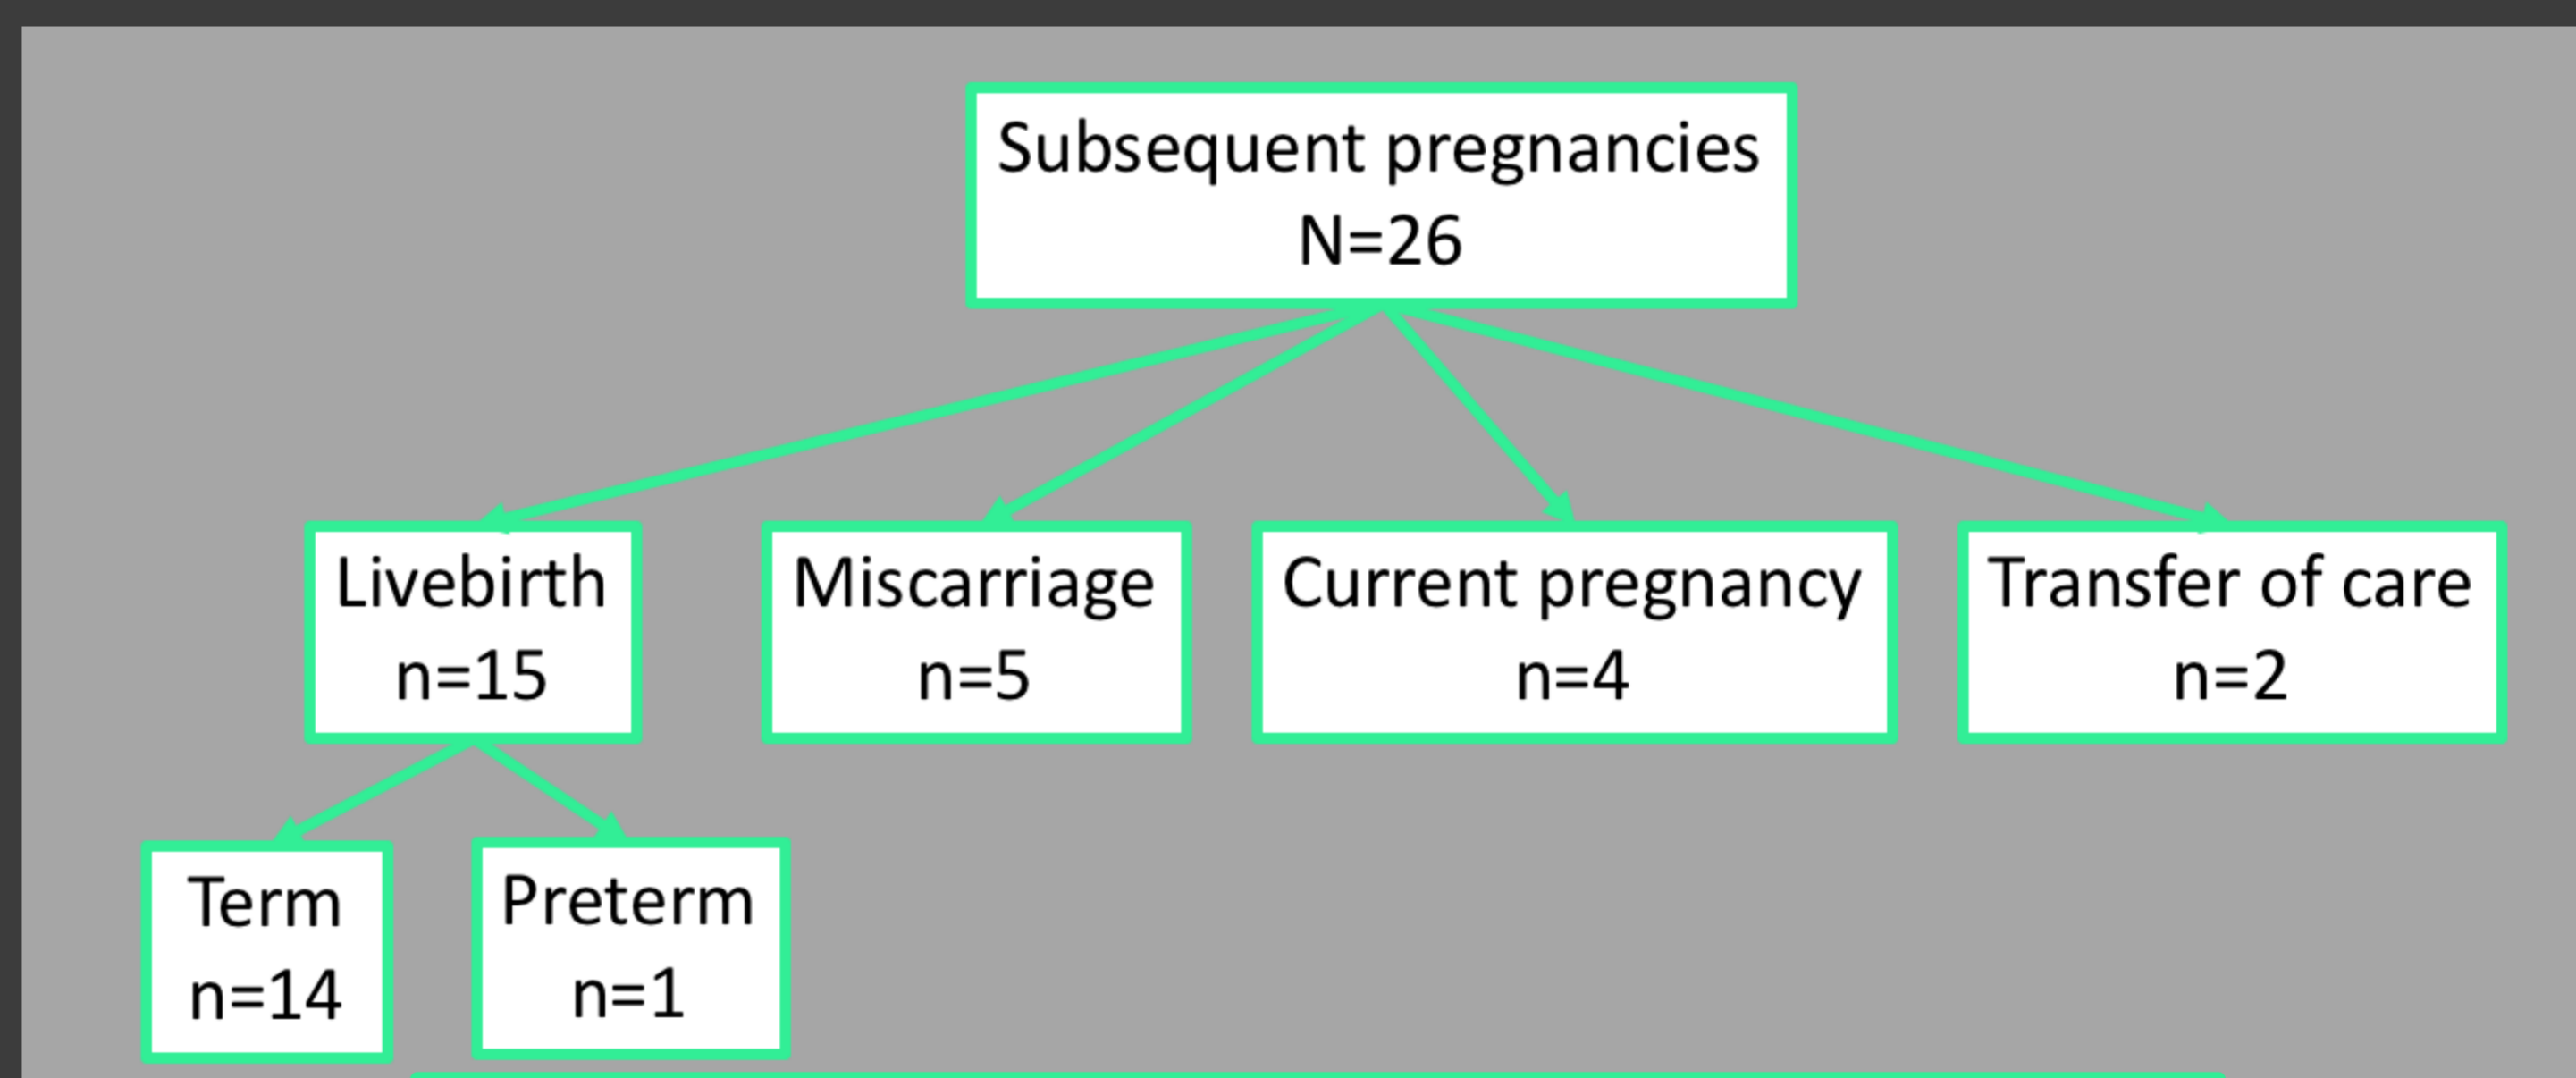 Subsequent pregnancies
N=26
Livebirth
n=15
Miscarriage
n=5
Current pregnancy
n=4
Transfer of care
n=2
Term
n=14
Preterm
n=1